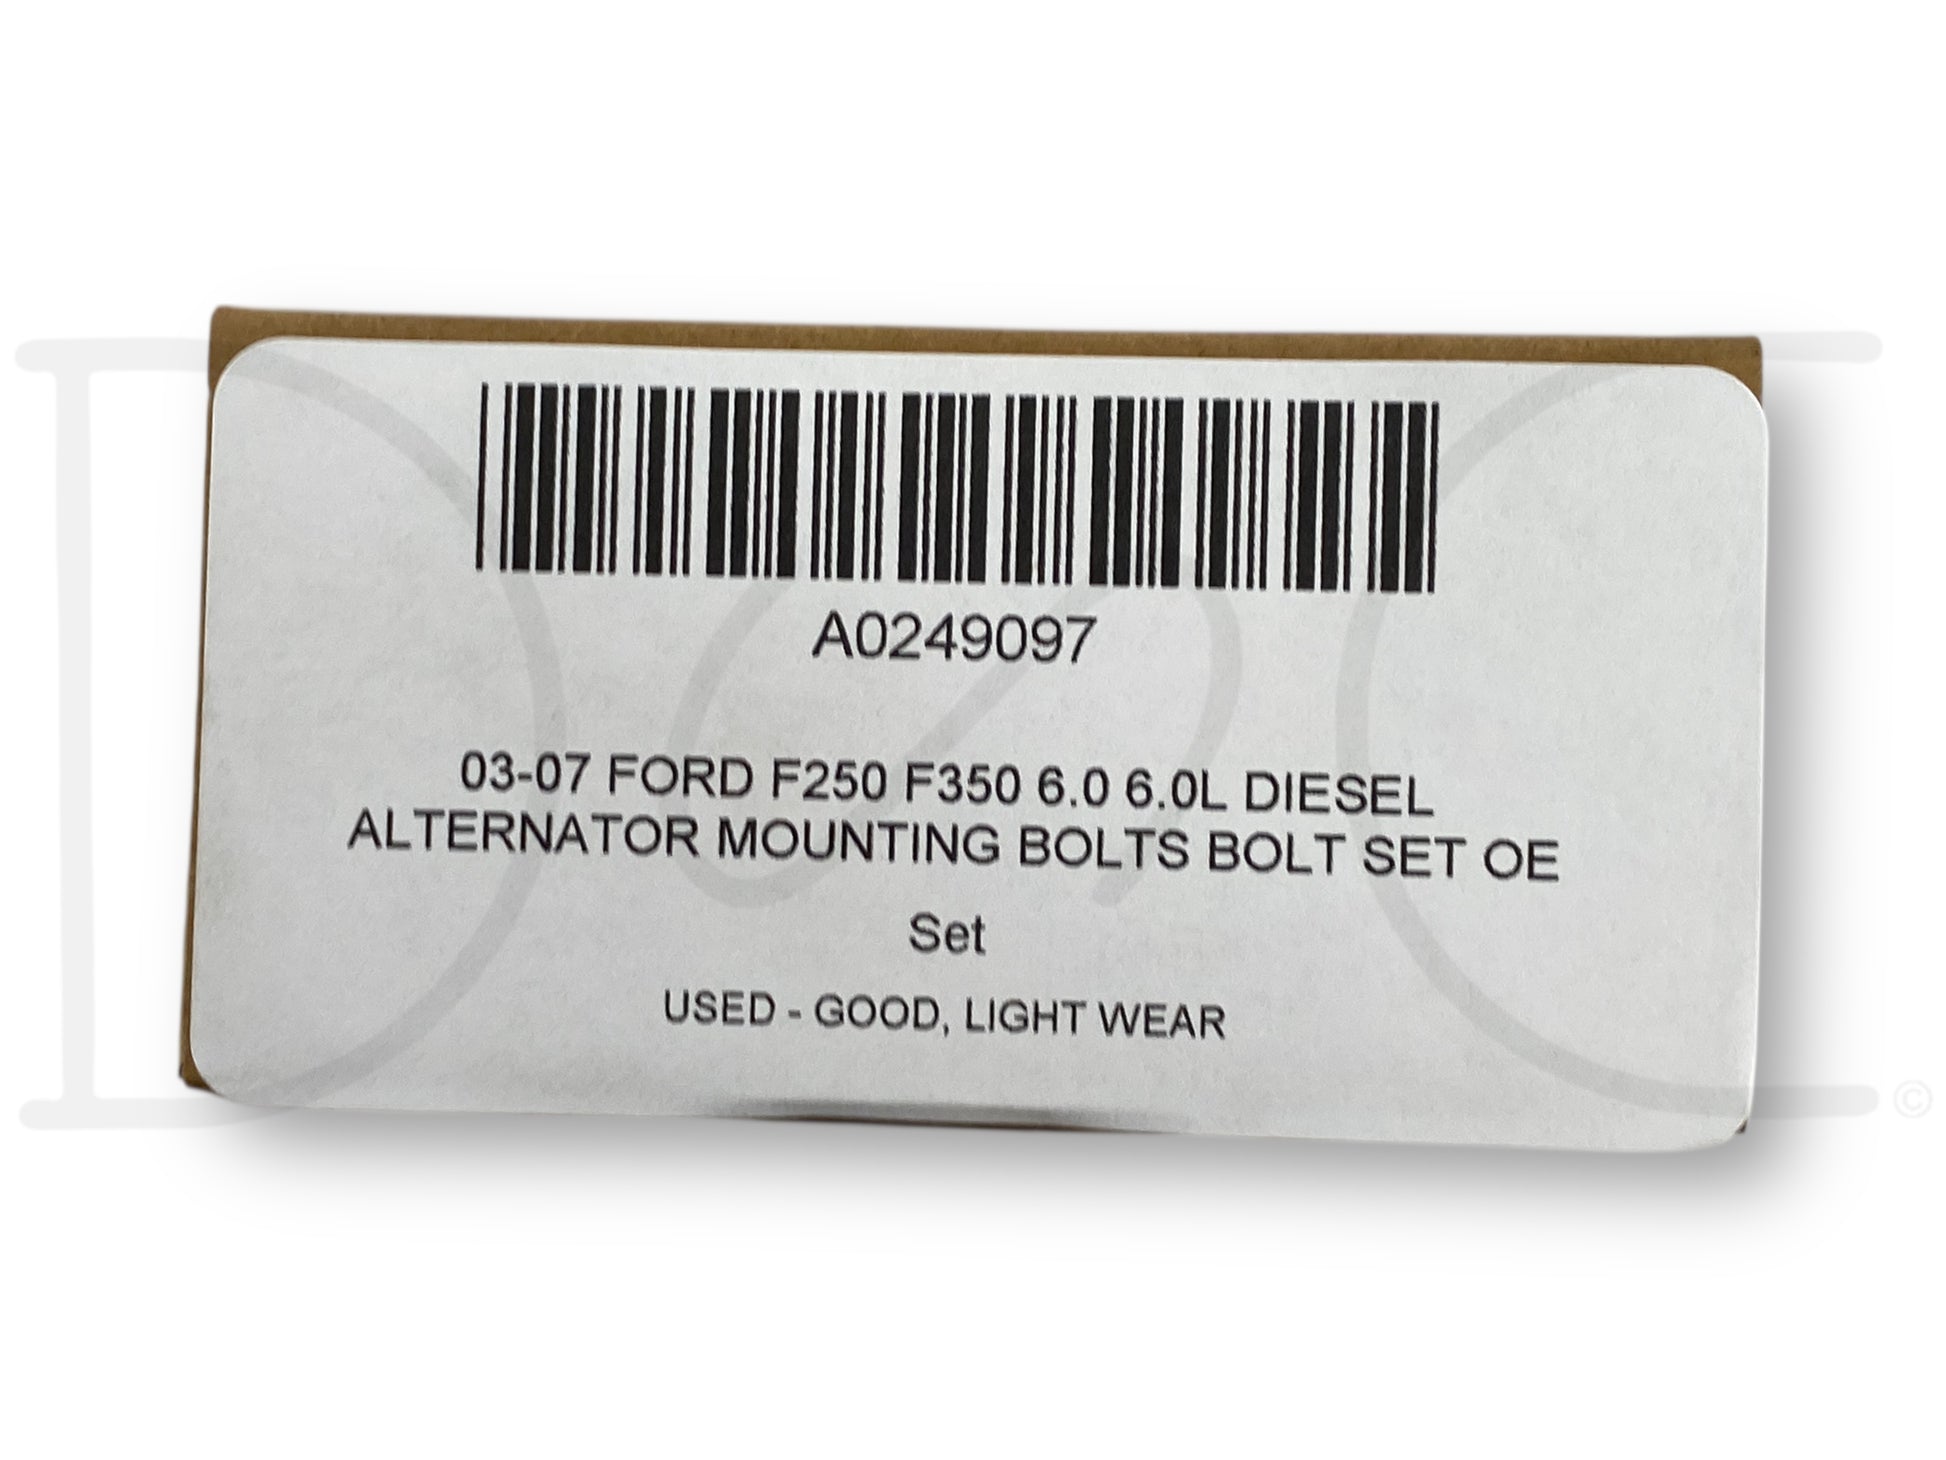 A0249097
03-07 FORD F250 F350 6.0 6.0L DIESEL
ALTERNATOR MOUNTING BOLTS BOLT SET OE
Set
USED - GOOD, LIGHT WEAR
©